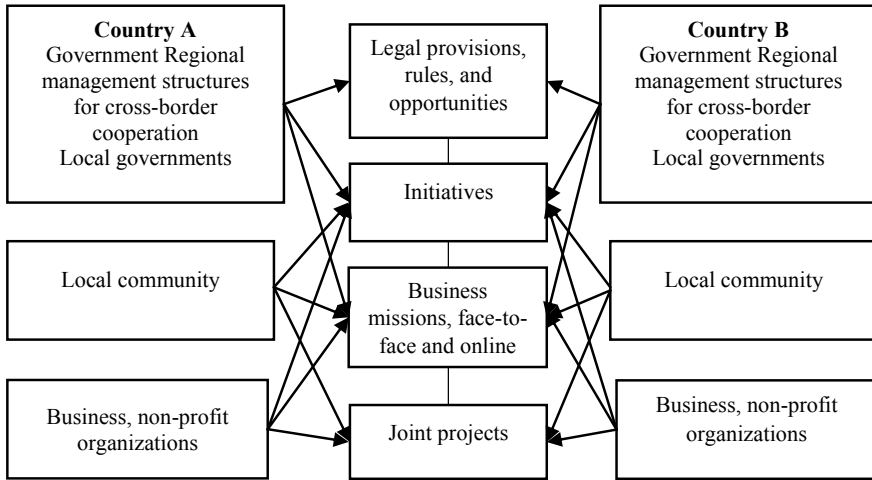 Country A
Government Regional
management structures
for cross-border
cooperation
Local governments
Legal provisions,
rules, and
opportunities
Country B
Government Regional
management structures
for cross-border
cooperation
Local governments
Initiatives
Local community
Business
missions, face-to-
face and online
Local community
Business, non-profit
organizations
Joint projects
Business, non-profit
organizations